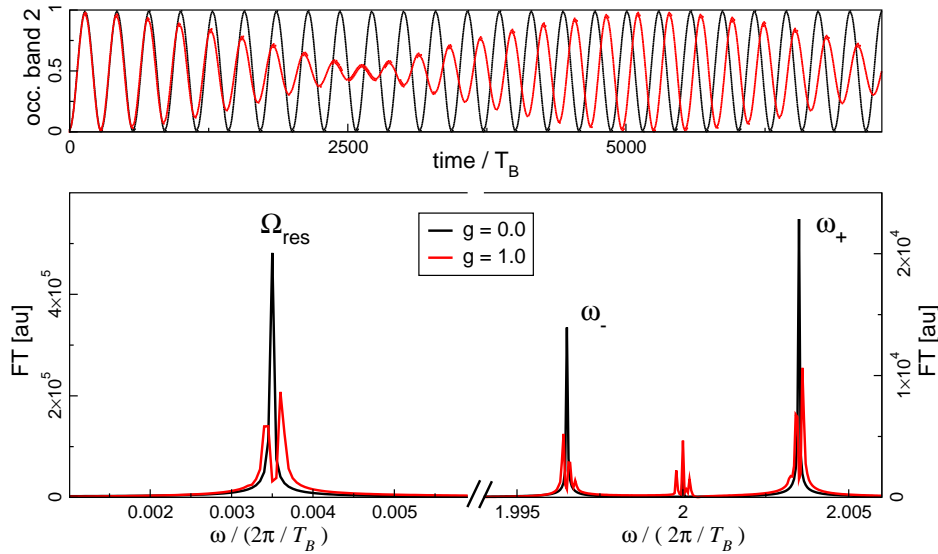 occ. band 2
1
0.5
0
0 2500 5000
time / T_B
Ω_res
ω_-
ω_+
g = 0.0
g = 1.0
FT [au]
4×10^5
2×10^5
0
FT [au]
2×10^4
1×10^4
0
0.002 0.003 0.004 0.005 1.995 2 2.005
ω / (2π / T_B) ω / ( 2π / T_B )